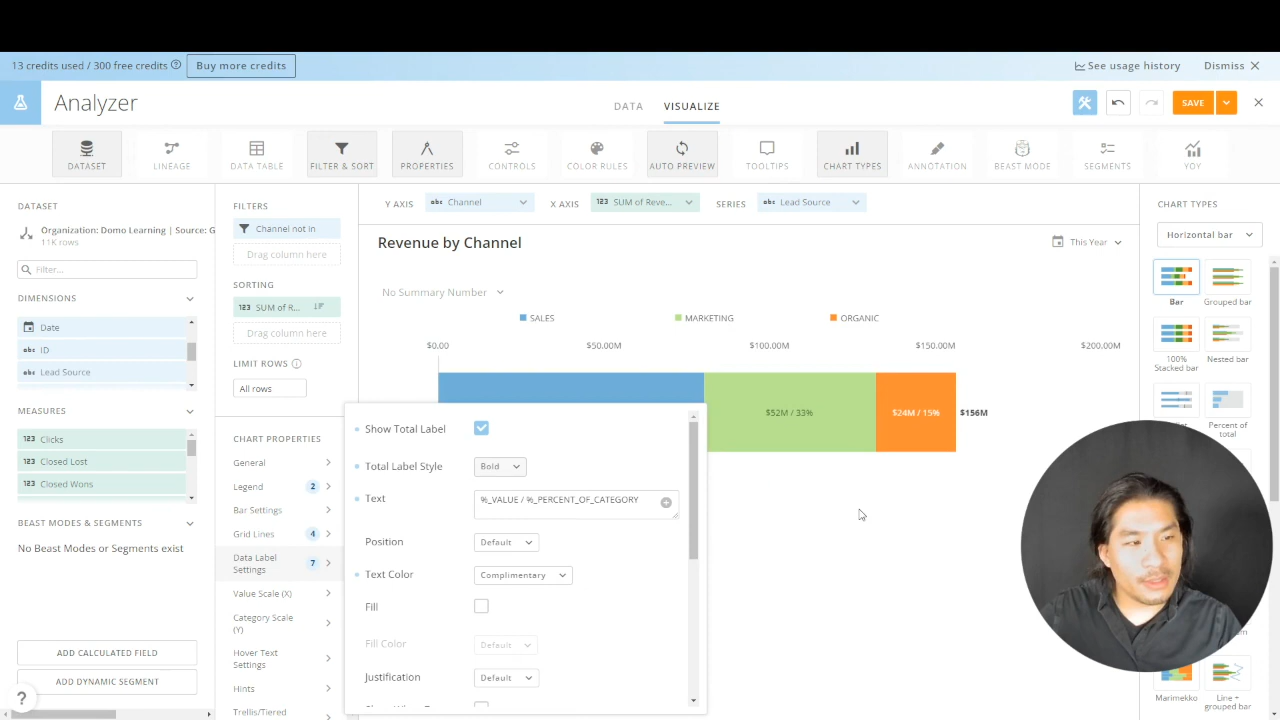 13 credits used / 300 free credits
Buy more credits
See usage history
Dismiss
Analyzer
DATA
VISUALIZE
SAVE
DATASET
LINEAGE
DATA TABLE
FILTER & SORT
PROPERTIES
CONTROLS
COLOR RULES
AUTO PREVIEW
TOOLTIPS
CHART TYPES
ANNOTATION
BEAST MODE
SEGMENTS
YOY
DATASET
Organization: Domo Learning | Source: G
11K rows
Filter...
DIMENSIONS
Date
abc ID
abc Lead Source
MEASURES
123 Clicks
123 Closed Lost
123 Closed Wons
BEAST MODES & SEGMENTS
No Beast Modes or Segments exist
ADD CALCULATED FIELD
ADD DYNAMIC SEGMENT
?
FILTERS
Channel not in
Drag column here
SORTING
123 SUM of R...
Drag column here
LIMIT ROWS
All rows
CHART PROPERTIES
General
Legend 2
Bar Settings
Grid Lines 4
Data Label
Settings 7
Value Scale (X)
Category Scale
(Y)
Hover Text
Settings
Hints
Trellis/Tiered
Y AXIS abc Channel
X AXIS 123 SUM of Reve...
SERIES abc Lead Source
Revenue by Channel
This Year
No Summary Number
SALES
MARKETING
ORGANIC
$0.00
$50.00M
$100.00M
$150.00M
$200.00M
$52M / 33%
$24M / 15%
$156M
Show Total Label
Total Label Style Bold
Text %_VALUE / %_PERCENT_OF_CATEGORY
Position Default
Text Color Complimentary
Fill
Fill Color Default
Justification Default
CHART TYPES
Horizontal bar
Bar
Grouped bar
100%
Stacked bar
Nested bar
Percent of
total
Marimekko
Line +
grouped bar